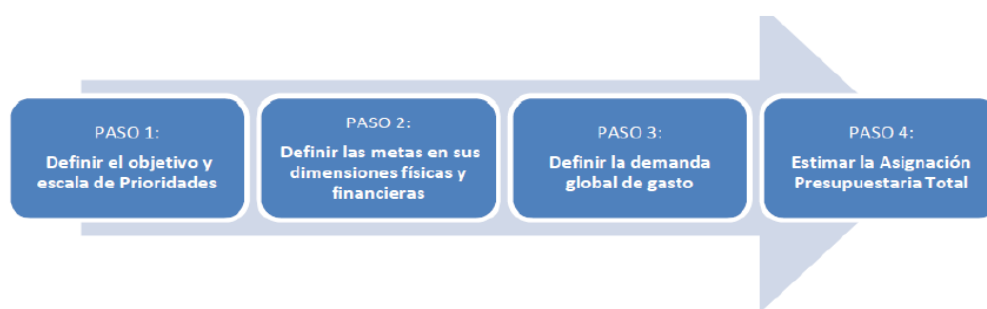 PASO 1:
Definir el objetivo y
escala de Prioridades
PASO 2:
Definir las metas en sus
dimensiones físicas y
financieras
PASO 3:
Definir la demanda
global de gasto
PASO 4:
Estimar la Asignación
Presupuestaria Total